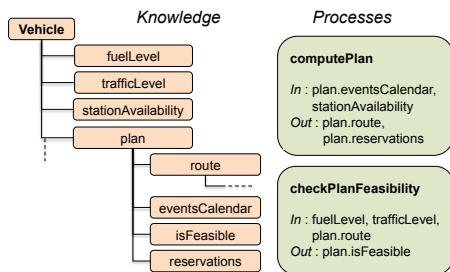 Knowledge
Processes
Vehicle
fuelLevel
trafficLevel
stationAvailability
plan
route
eventsCalendar
isFeasible
reservations
computePlan
In : plan.eventsCalendar,
stationAvailability
Out : plan.route,
plan.reservations
checkPlanFeasibility
In : fuelLevel, trafficLevel,
plan.route
Out : plan.isFeasible